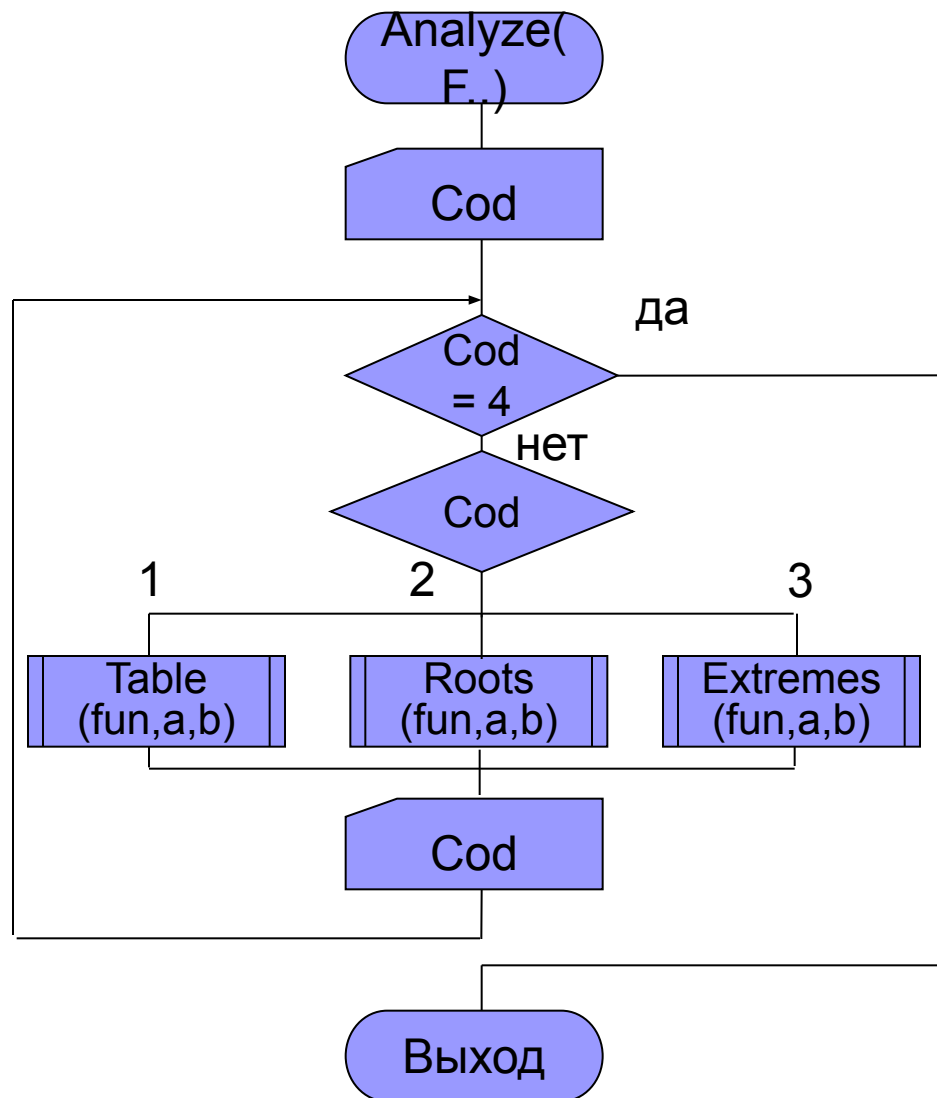 Analyze(
F..)
Cod
да
Cod
= 4
нет
Cod
1 2 3
Table
(fun,a,b)
Roots
(fun,a,b)
Extremes
(fun,a,b)
Cod
Выход